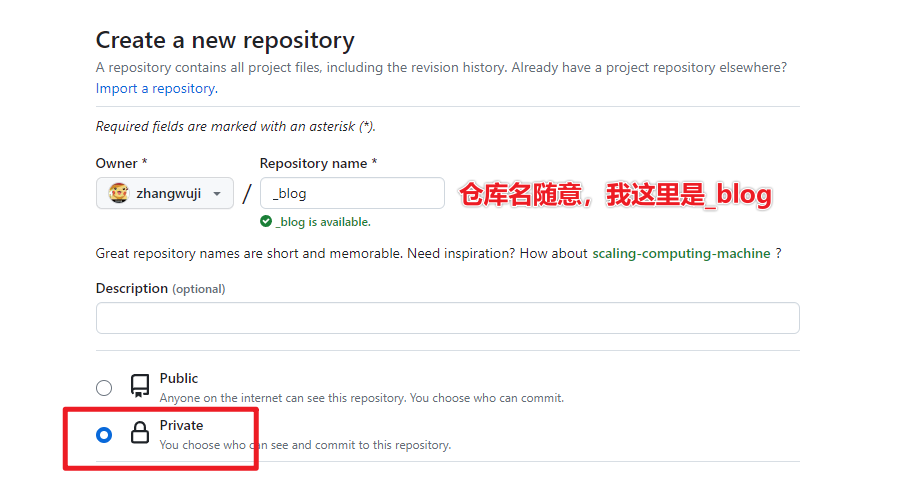 Create a new repository
A repository contains all project files, including the revision history. Already have a project repository elsewhere?
Import a repository.
Required fields are marked with an asterisk (*).
Owner *
Repository name *
zhangwuji
/
_blog
仓库名随意，我这里是_blog
_blog is available.
Great repository names are short and memorable. Need inspiration? How about scaling-computing-machine ?
Description (optional)
Public
Anyone on the internet can see this repository. You choose who can commit.
Private
You choose who can see and commit to this repository.